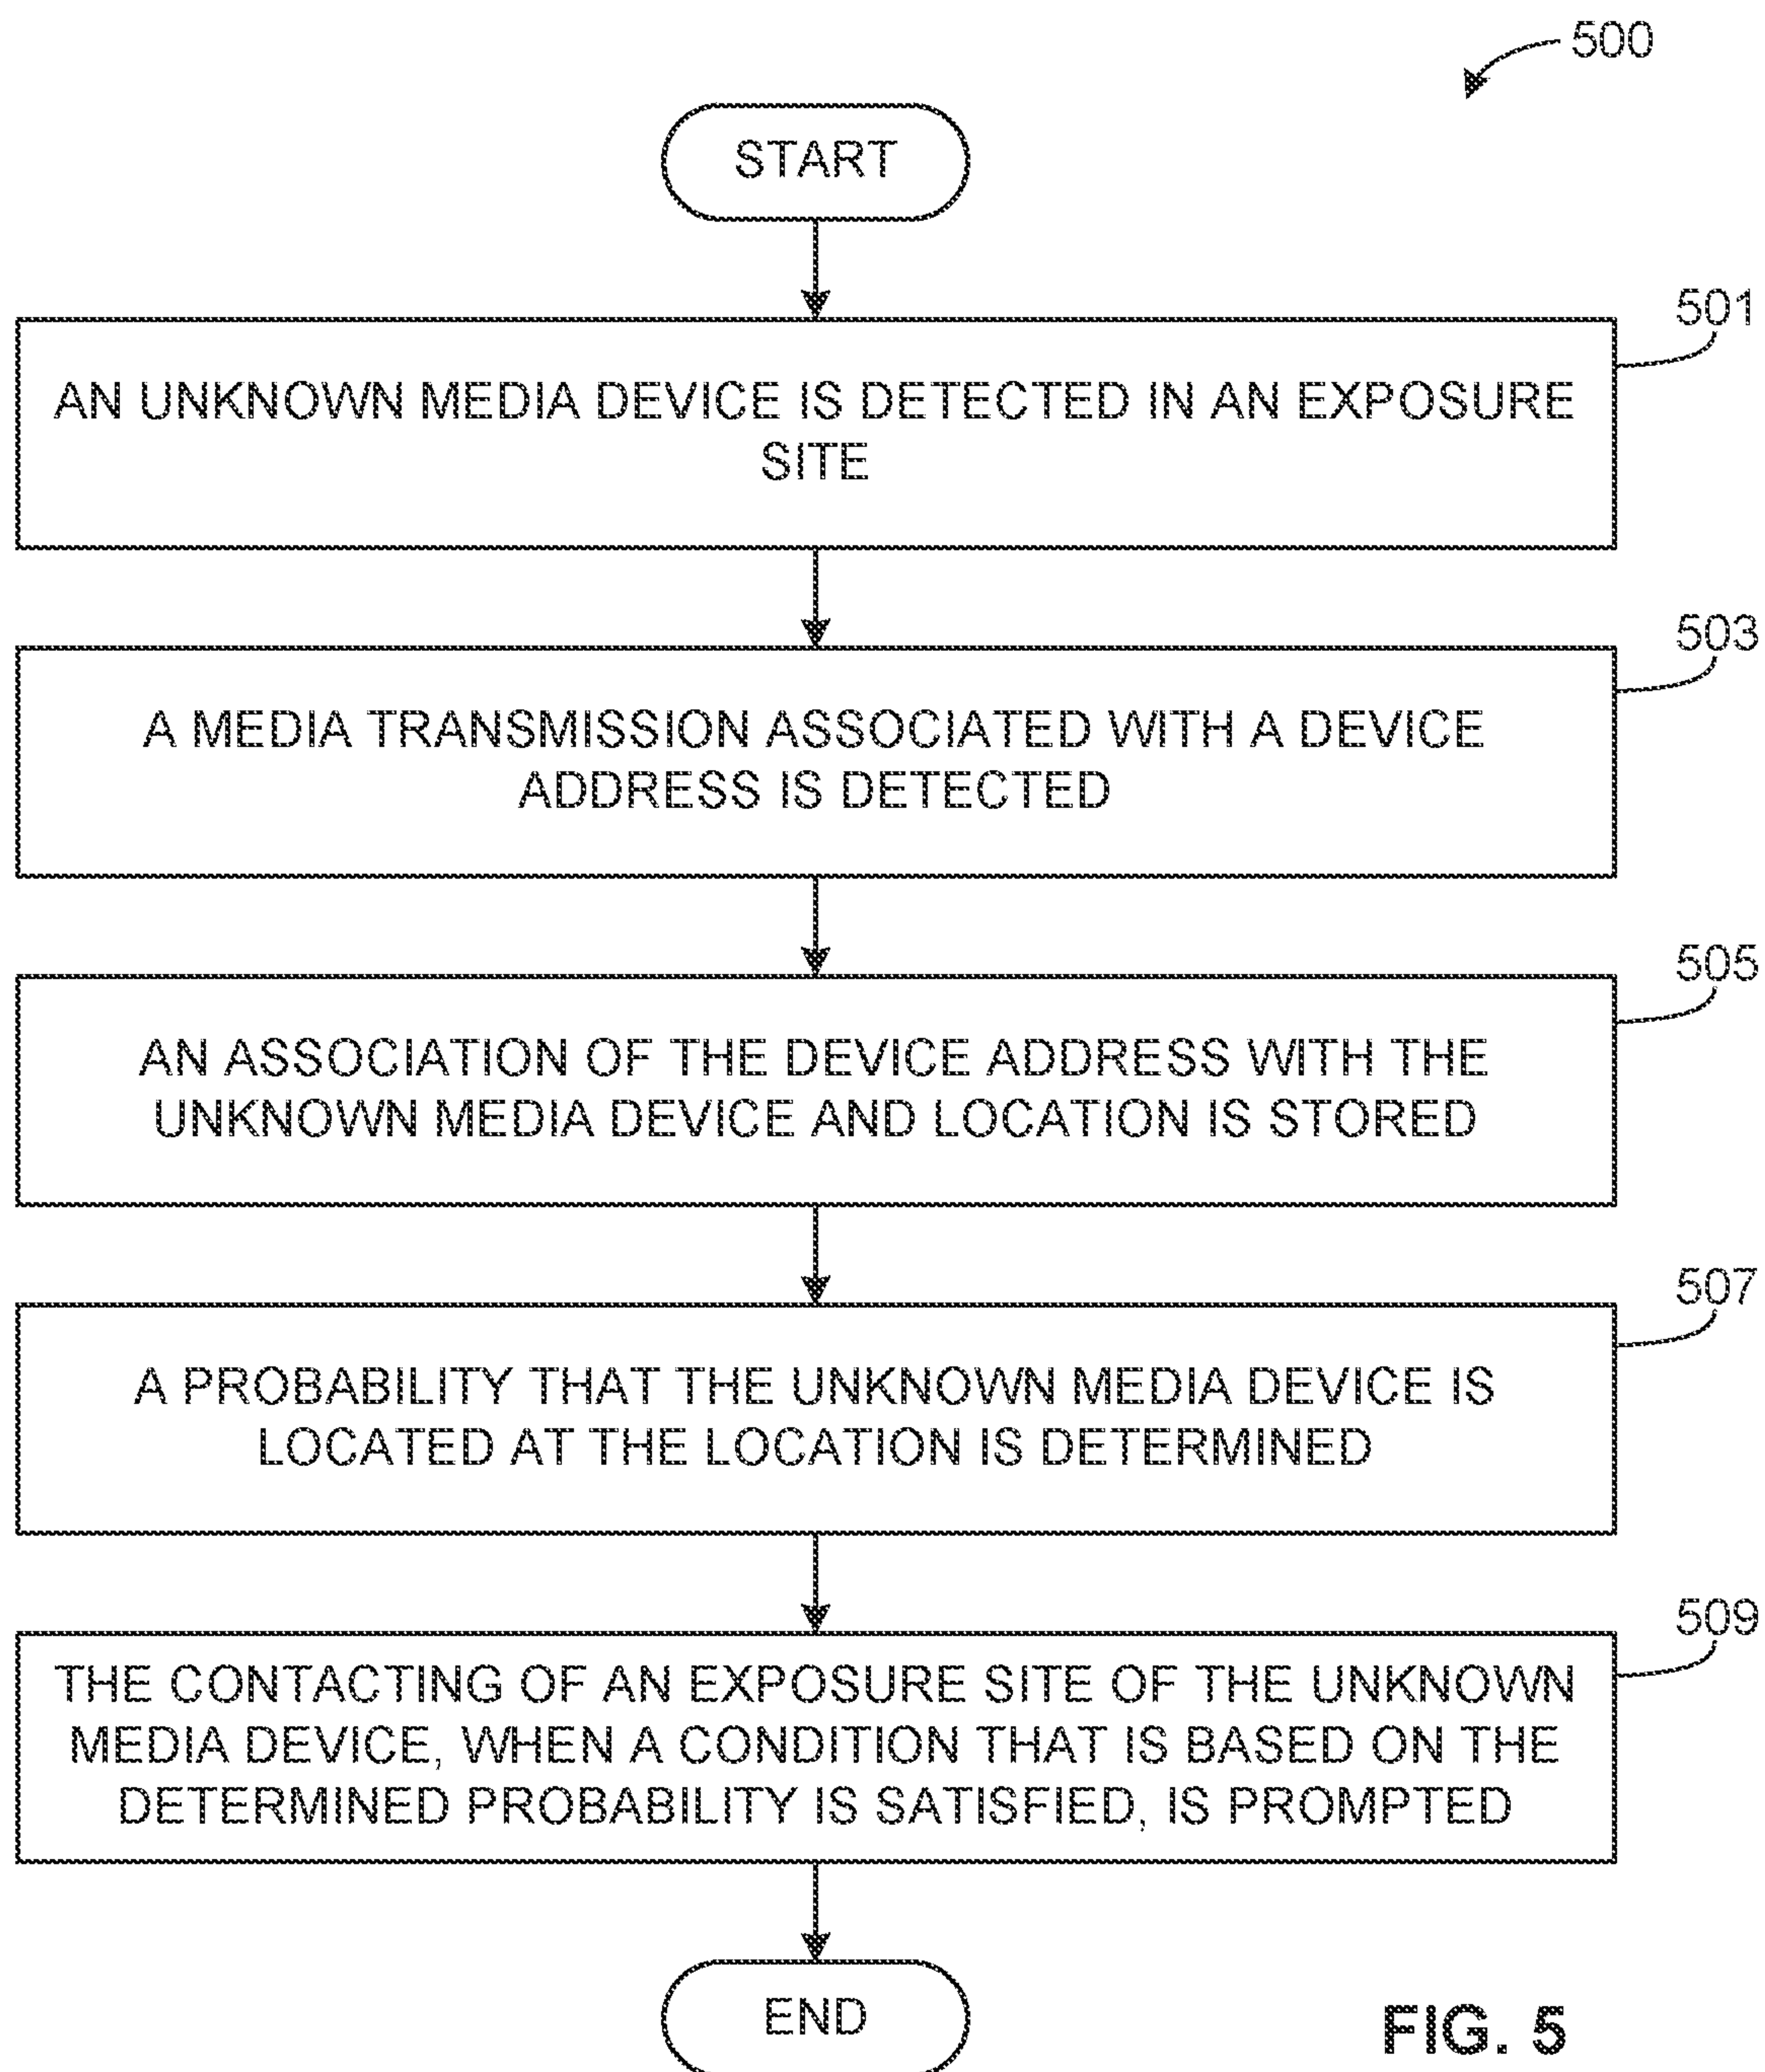 500
START
501
AN UNKNOWN MEDIA DEVICE IS DETECTED IN AN EXPOSURE
SITE
503
A MEDIA TRANSMISSION ASSOCIATED WITH A DEVICE
ADDRESS IS DETECTED
505
AN ASSOCIATION OF THE DEVICE ADDRESS WITH THE
UNKNOWN MEDIA DEVICE AND LOCATION IS STORED
507
A PROBABILITY THAT THE UNKNOWN MEDIA DEVICE IS
LOCATED AT THE LOCATION IS DETERMINED
509
THE CONTACTING OF AN EXPOSURE SITE OF THE UNKNOWN
MEDIA DEVICE, WHEN A CONDITION THAT IS BASED ON THE
DETERMINED PROBABILITY IS SATISFIED, IS PROMPTED
END
FIG. 5